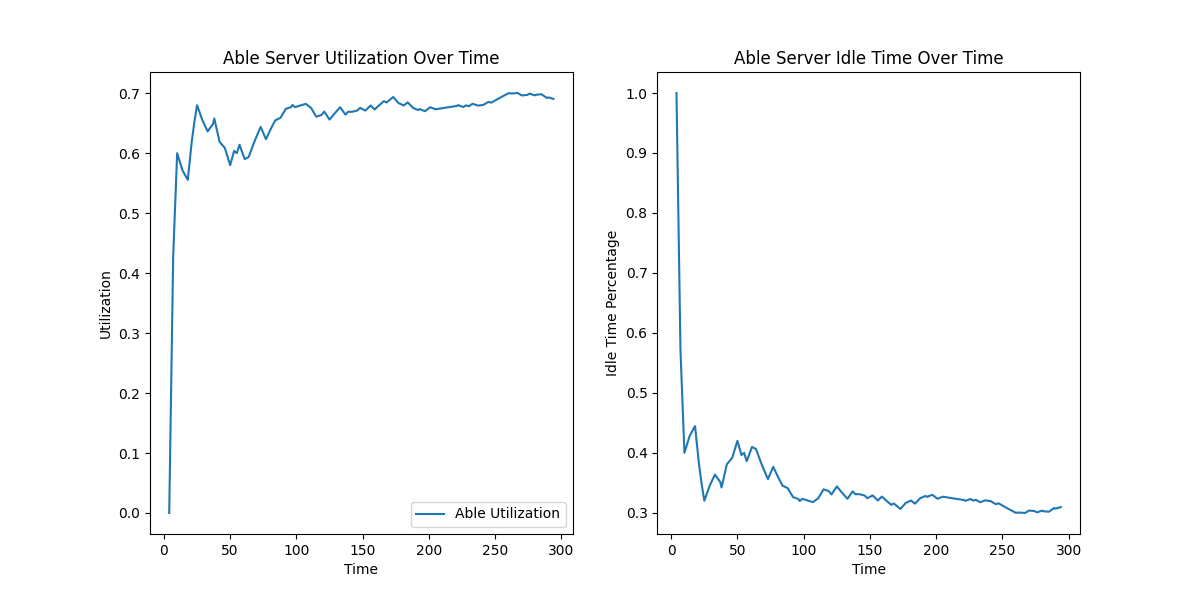 Able Server Utilization Over Time
Utilization
0.7
0.6
0.5
0.4
0.3
0.2
0.1
0.0
Able Utilization
0 50 100 150 200 250 300
Time
Able Server Idle Time Over Time
Idle Time Percentage
1.0
0.9
0.8
0.7
0.6
0.5
0.4
0.3
0 50 100 150 200 250 300
Time